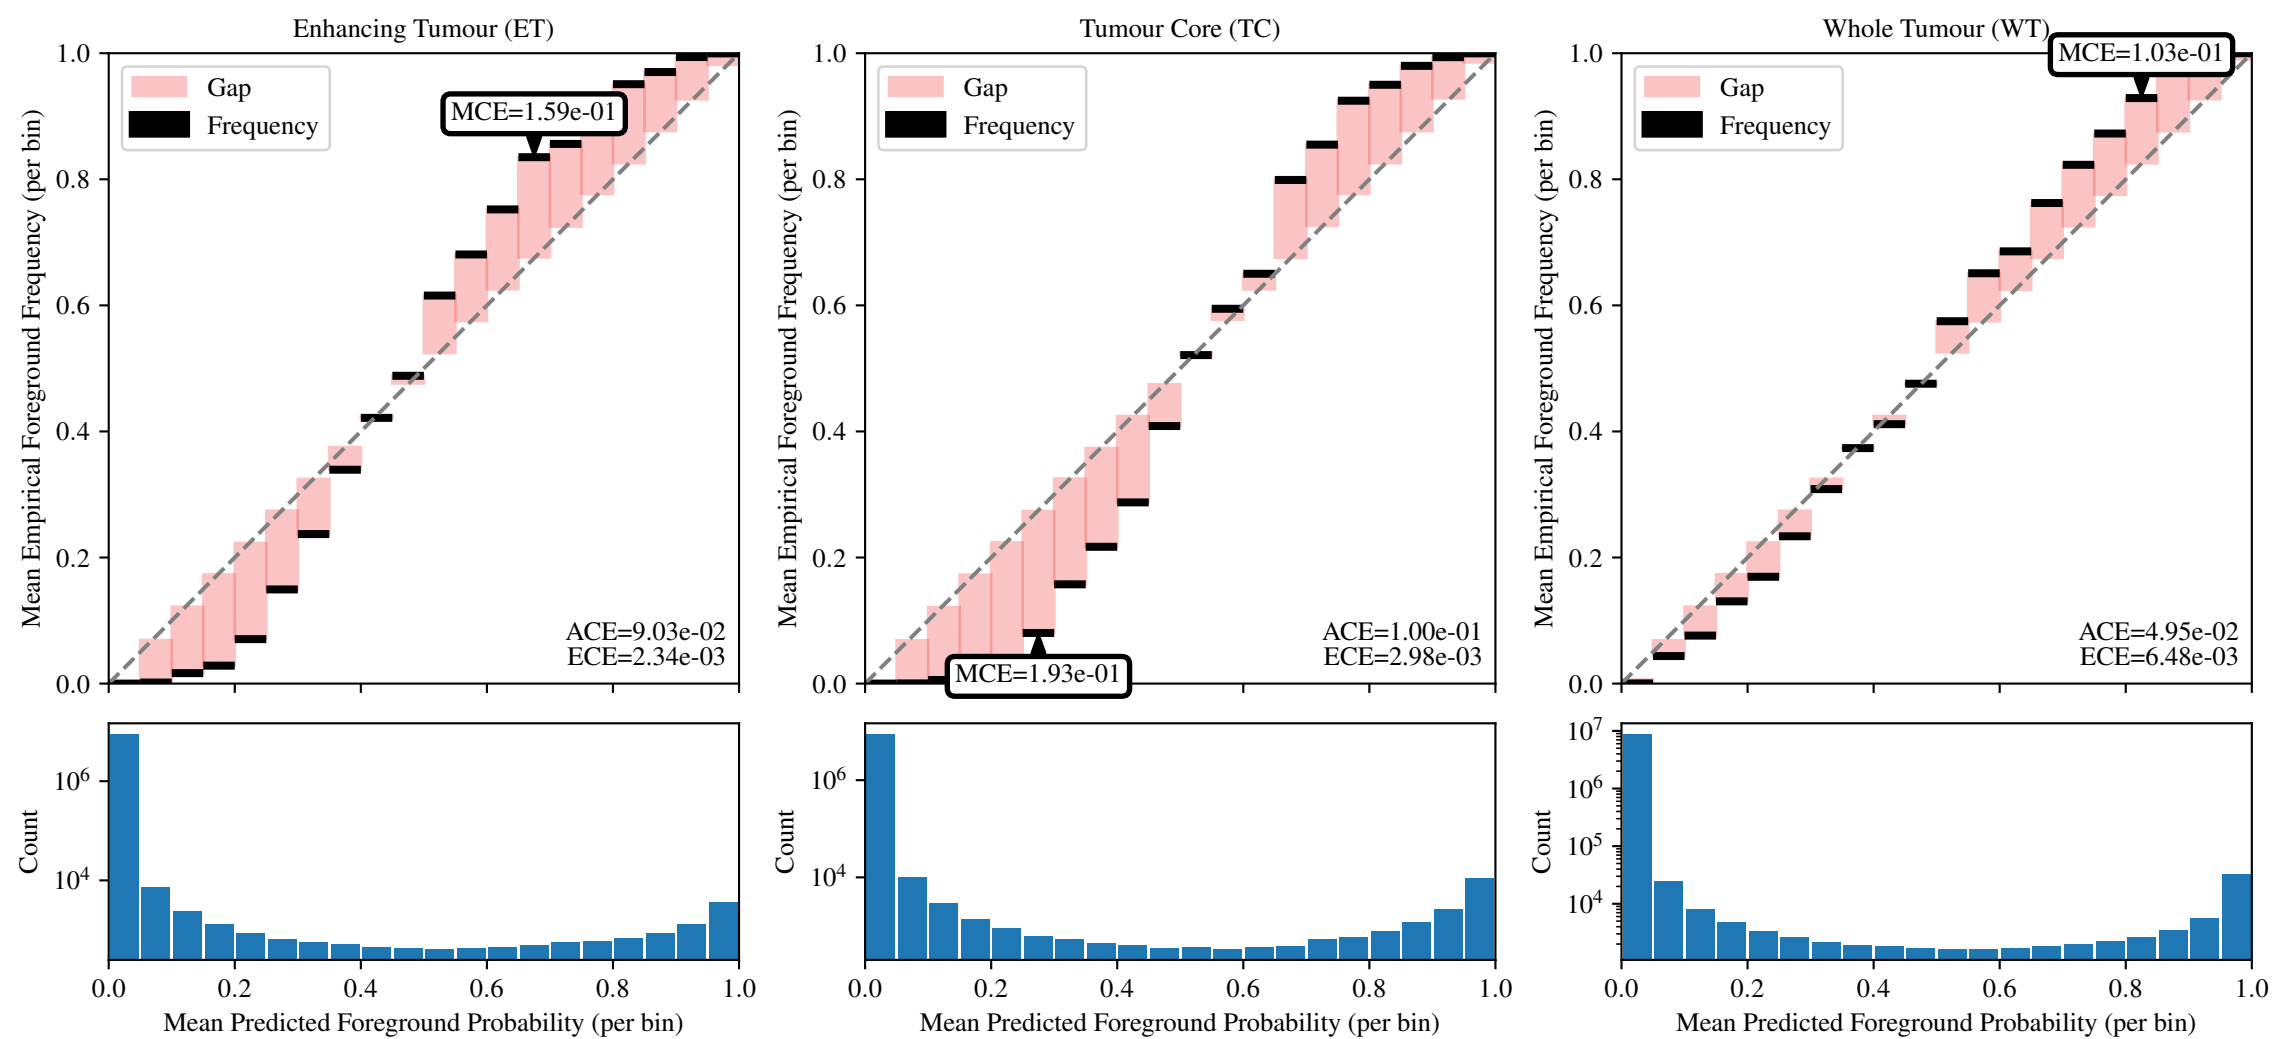 Enhancing Tumour (ET)
Mean Empirical Foreground Frequency (per bin)
1.0
0.8
0.6
0.4
0.2
0.0
Gap
Frequency
MCE=1.59e-01
ACE=9.03e-02
ECE=2.34e-03
Count
10^6
10^4
0.0 0.2 0.4 0.6 0.8 1.0
Mean Predicted Foreground Probability (per bin)
Tumour Core (TC)
Mean Empirical Foreground Frequency (per bin)
1.0
0.8
0.6
0.4
0.2
0.0
Gap
Frequency
MCE=1.93e-01
ACE=1.00e-01
ECE=2.98e-03
Count
10^6
10^4
0.0 0.2 0.4 0.6 0.8 1.0
Mean Predicted Foreground Probability (per bin)
Whole Tumour (WT)
Mean Empirical Foreground Frequency (per bin)
1.0
0.8
0.6
0.4
0.2
0.0
Gap
Frequency
MCE=1.03e-01
ACE=4.95e-02
ECE=6.48e-03
Count
10^7
10^6
10^5
10^4
0.0 0.2 0.4 0.6 0.8 1.0
Mean Predicted Foreground Probability (per bin)